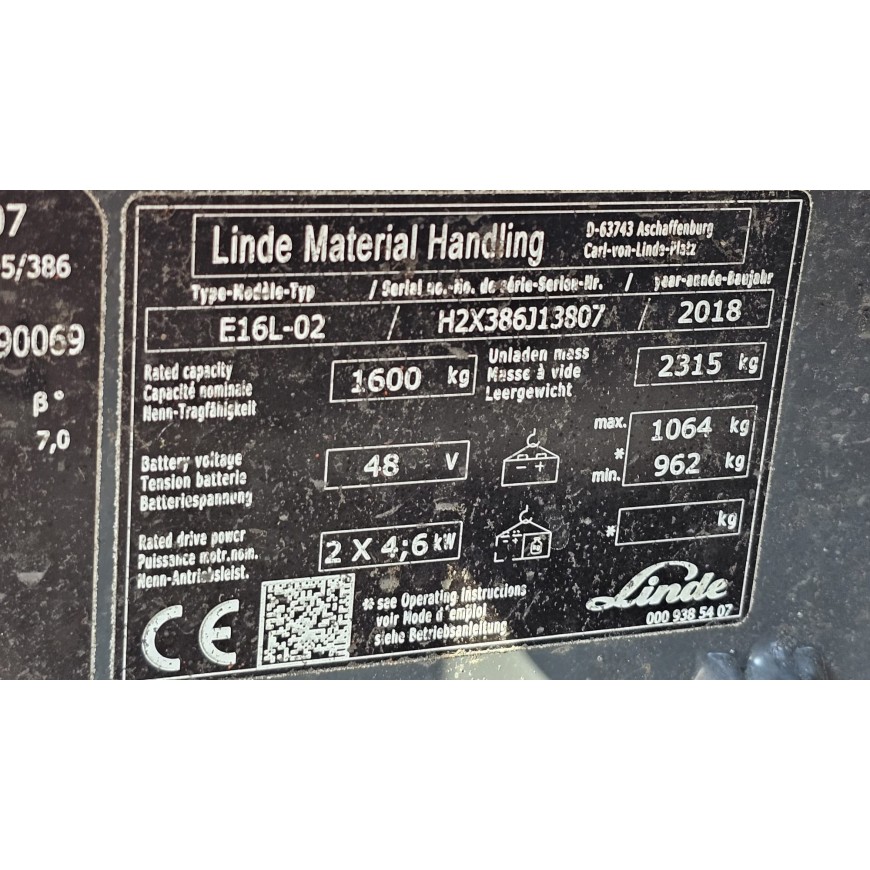 07
5/386
90069
β°
7,0
Linde Material Handling
D-63743 Aschaffenburg
Carl-von-Linde-Platz
Type-Modèle-Typ / Serial no.-No. de série-Serien-Nr. / year-année-Baujahr
E16L-02 / H2X386J13807 / 2018
Rated capacity
Capacité nominale
Nenn-Tragfähigkeit
1600 kg
Unladen mass
Masse à vide
Leergewicht
2315 kg
Battery voltage
Tension batterie
Batteriespannung
48 V
- +
max. 1064 kg
*
min. 962 kg
Rated drive power
Puissance motr.nom.
Nenn-Antriebsleist.
2 X 4,6 kW
- + kg
* kg
CE
* see Operating Instructions
voir Mode d'emploi
siehe Betriebsanleitung
Linde
000 938 54 07